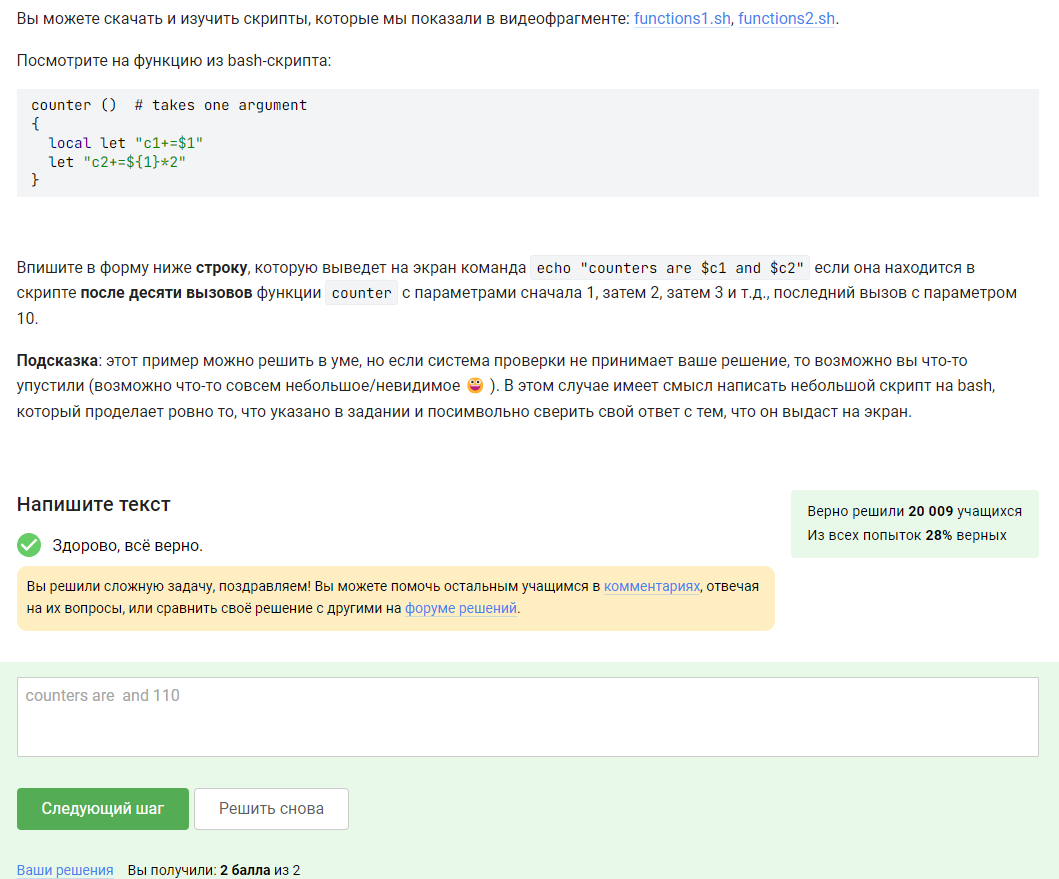 Вы можете скачать и изучить скрипты, которые мы показали в видеофрагменте: functions1.sh, functions2.sh.
Посмотрите на функцию из bash-скрипта:
counter ()  # takes one argument
{
  local let "c1+=$1"
  let "c2+=${1}*2"
}
Впишите в форму ниже строку, которую выведет на экран команда echo "counters are $c1 and $c2" если она находится в
скрипте после десяти вызовов функции counter с параметрами сначала 1, затем 2, затем 3 и т.д., последний вызов с параметром
10.
Подсказка: этот пример можно решить в уме, но если система проверки не принимает ваше решение, то возможно вы что-то
упустили (возможно что-то совсем небольшое/невидимое 😀 ). В этом случае имеет смысл написать небольшой скрипт на bash,
который проделает ровно то, что указано в задании и посимвольно сверить свой ответ с тем, что он выдаст на экран.
Напишите текст
Верно решили 20 009 учащихся
Из всех попыток 28% верных
Здорово, всё верно.
Вы решили сложную задачу, поздравляем! Вы можете помочь остальным учащимся в комментариях, отвечая
на их вопросы, или сравнить своё решение с другими на форуме решений.
counters are  and 110
Следующий шаг
Решить снова
Ваши решения Вы получили: 2 балла из 2